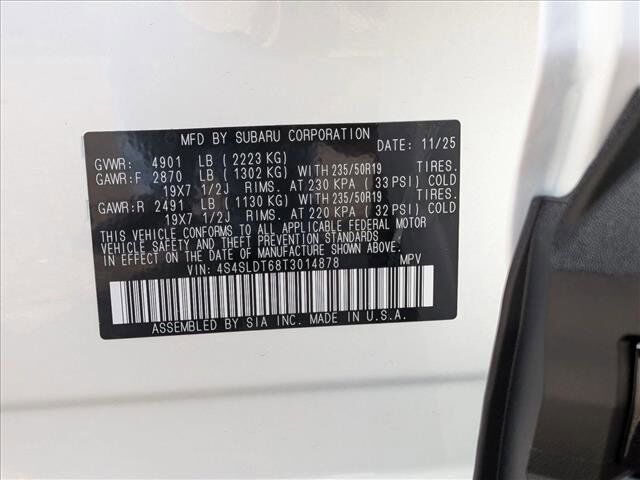 MFD BY SUBARU CORPORATION DATE: 11/25
GVWR: 4901 LB ( 2223 KG)
GAWR:F 2870 LB ( 1302 KG) WITH 235/50R19 TIRES.
19X7 1/2J RIMS. AT 230 KPA ( 33 PSI) COLD
GAWR:R 2491 LB ( 1130 KG) WITH 235/50R19 TIRES.
19X7 1/2J RIMS. AT 220 KPA ( 32 PSI) COLD
THIS VEHICLE CONFORMS TO ALL APPLICABLE FEDERAL MOTOR
VEHICLE SAFETY AND THEFT PREVENTION STANDARDS
IN EFFECT ON THE DATE OF MANUFACTURE SHOWN ABOVE.
VIN: 4S4SLDT68T3014878 MPV
ASSEMBLED BY SIA INC. MADE IN U.S.A.